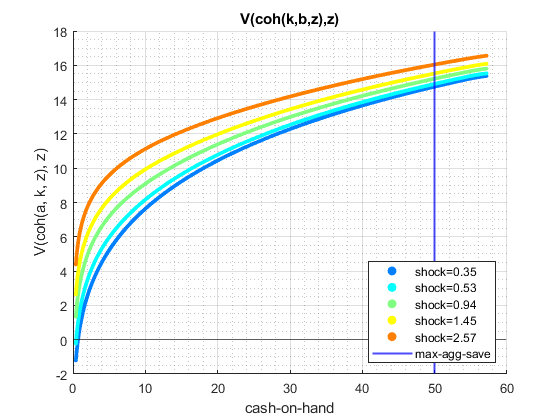 V(coh(k,b,z),z)
V(coh(a, k, z), z)
18
16
14
12
10
8
6
4
2
0
-2
0 10 20 30 40 50 60
cash-on-hand
shock=0.35
shock=0.53
shock=0.94
shock=1.45
shock=2.57
max-agg-save